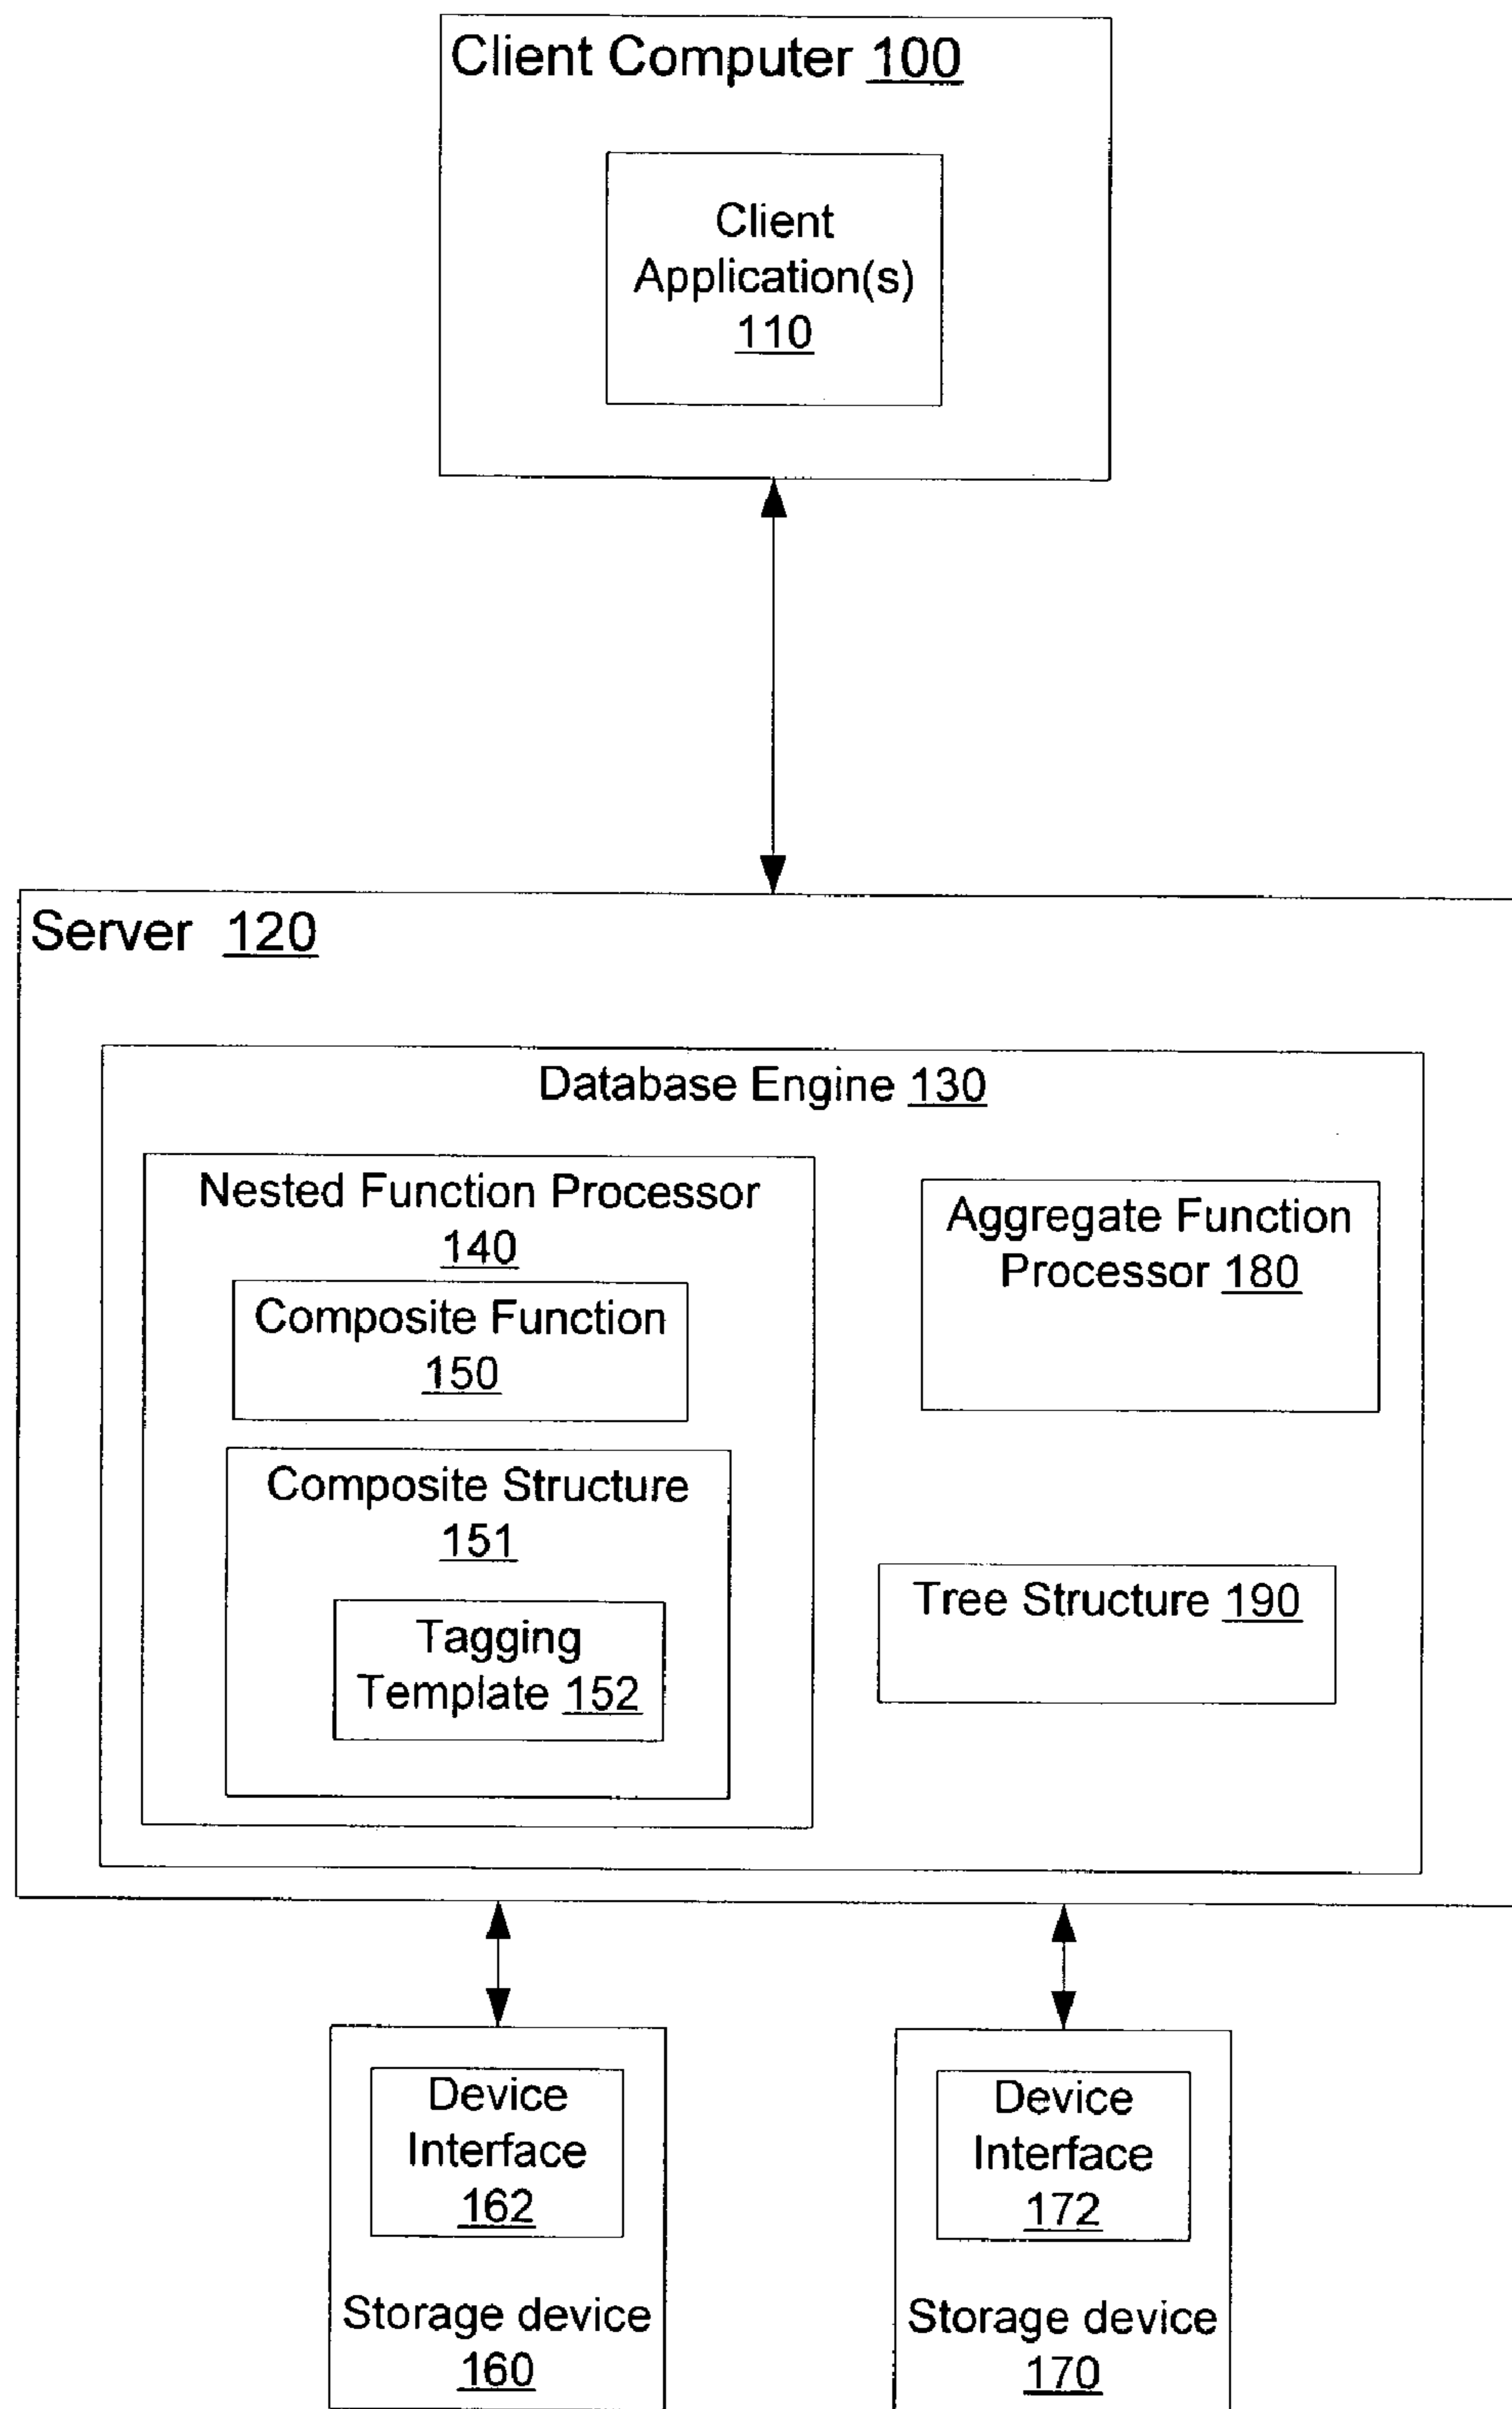 Client Computer 100
Client
Application(s)
110
Server 120
Database Engine 130
Nested Function Processor
140
Composite Function
150
Composite Structure
151
Tagging
Template 152
Aggregate Function
Processor 180
Tree Structure 190
Device
Interface
162
Storage device
160
Device
Interface
172
Storage device
170